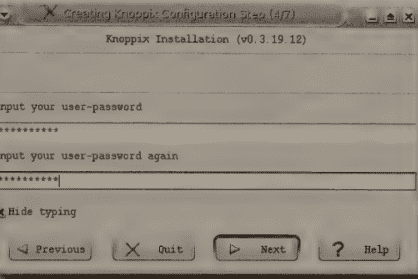 Creating Knoppix Configuration Step (4/7)
Knoppix Installation (v0.3.19.12)
nput your user-password
**********
nput your user-password again
**********
Hide typing
Previous
Quit
Next
? Help